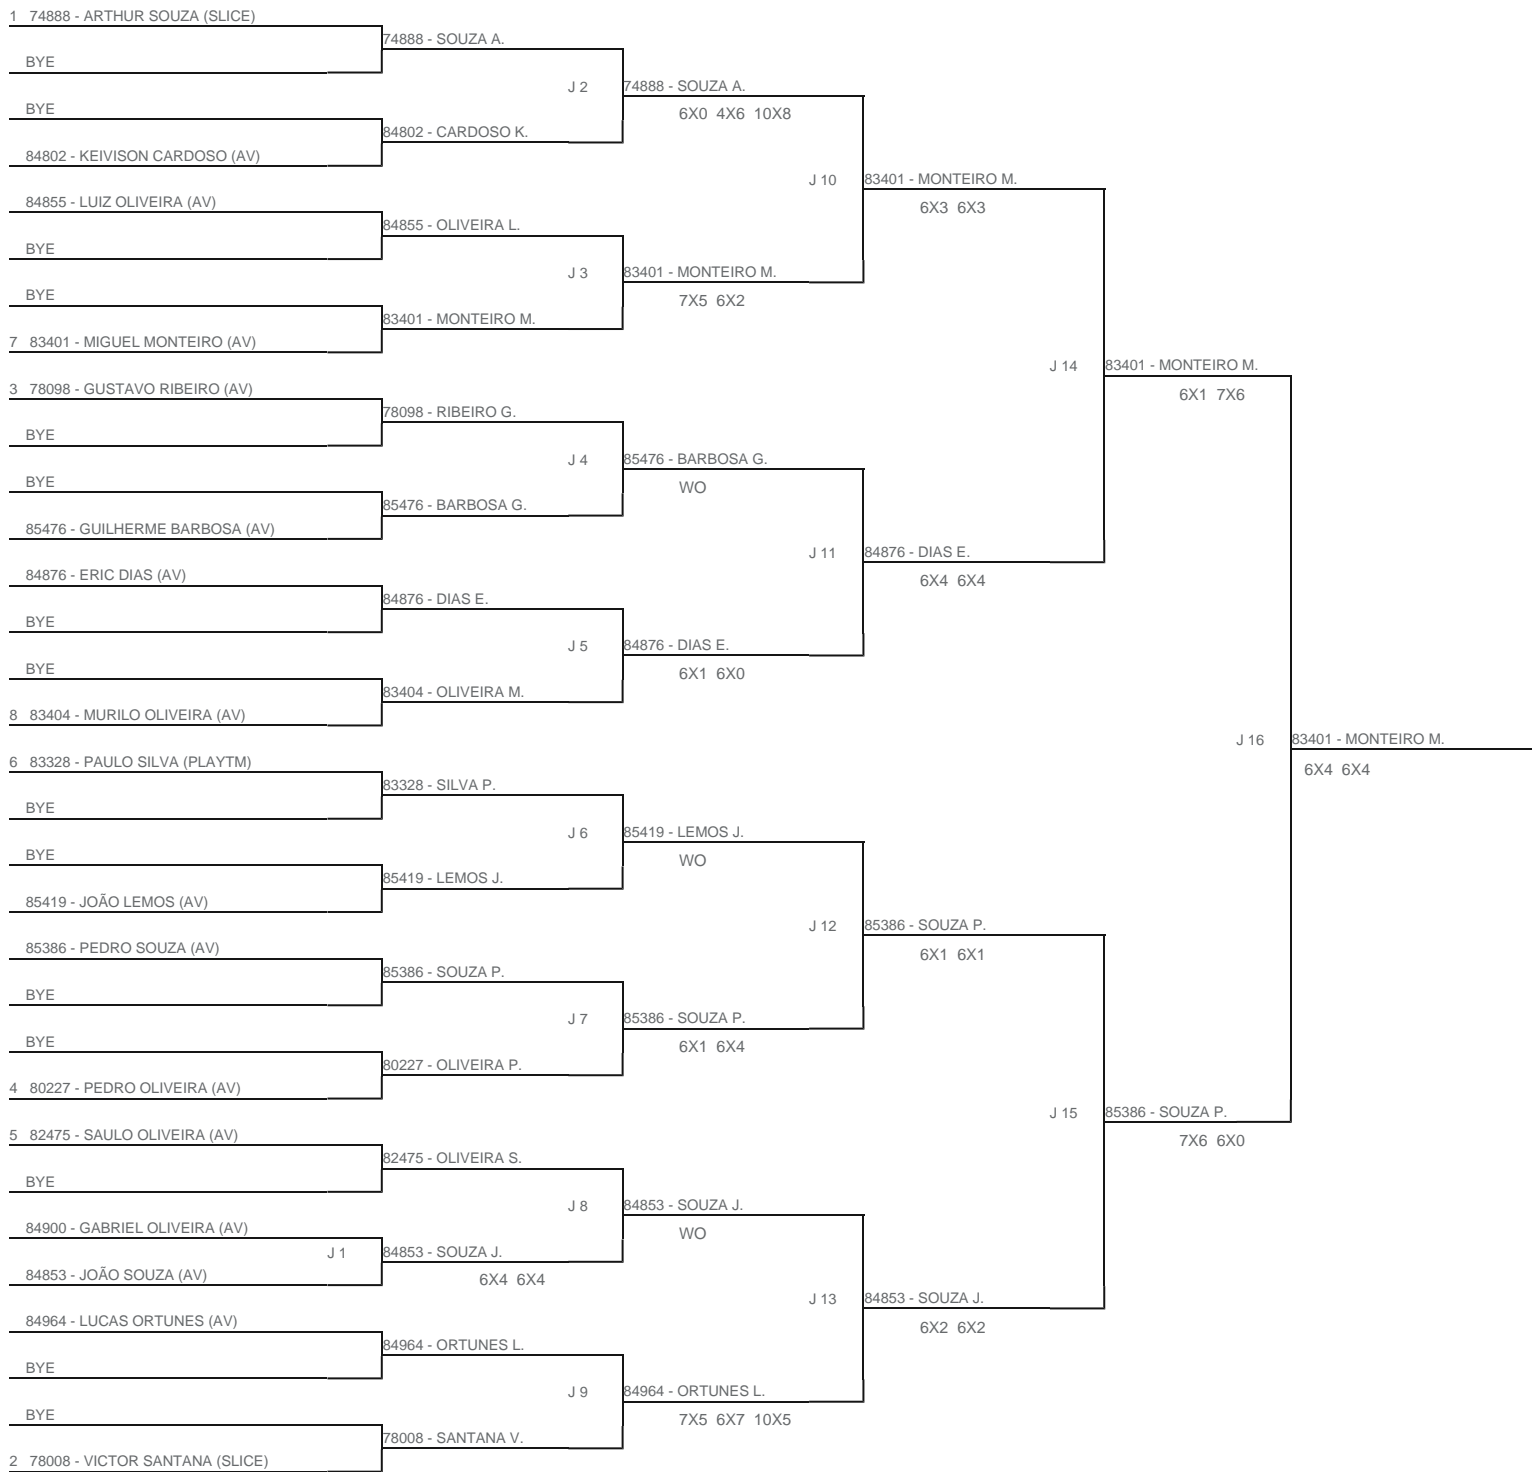 1 74888 - ARTHUR SOUZA (SLICE)
74888 - SOUZA A.
BYE
J 2
74888 - SOUZA A.
6X0 4X6 10X8
BYE
84802 - CARDOSO K.
84802 - KEIVISON CARDOSO (AV)
J 10
83401 - MONTEIRO M.
6X3 6X3
84855 - LUIZ OLIVEIRA (AV)
84855 - OLIVEIRA L.
BYE
J 3
83401 - MONTEIRO M.
7X5 6X2
BYE
83401 - MONTEIRO M.
7 83401 - MIGUEL MONTEIRO (AV)
J 14
83401 - MONTEIRO M.
6X1 7X6
3 78098 - GUSTAVO RIBEIRO (AV)
78098 - RIBEIRO G.
BYE
J 4
85476 - BARBOSA G.
WO
BYE
85476 - BARBOSA G.
85476 - GUILHERME BARBOSA (AV)
J 11
84876 - DIAS E.
6X4 6X4
84876 - ERIC DIAS (AV)
84876 - DIAS E.
BYE
J 5
84876 - DIAS E.
6X1 6X0
BYE
83404 - OLIVEIRA M.
8 83404 - MURILO OLIVEIRA (AV)
J 16
83401 - MONTEIRO M.
6X4 6X4
6 83328 - PAULO SILVA (PLAYTM)
83328 - SILVA P.
BYE
J 6
85419 - LEMOS J.
WO
BYE
85419 - LEMOS J.
85419 - JOÃO LEMOS (AV)
J 12
85386 - SOUZA P.
6X1 6X1
85386 - PEDRO SOUZA (AV)
85386 - SOUZA P.
BYE
J 7
85386 - SOUZA P.
6X1 6X4
BYE
80227 - OLIVEIRA P.
4 80227 - PEDRO OLIVEIRA (AV)
J 15
85386 - SOUZA P.
7X6 6X0
5 82475 - SAULO OLIVEIRA (AV)
82475 - OLIVEIRA S.
BYE
J 8
84853 - SOUZA J.
WO
84900 - GABRIEL OLIVEIRA (AV)
J 1
84853 - SOUZA J.
6X4 6X4
84853 - JOÃO SOUZA (AV)
J 13
84853 - SOUZA J.
6X2 6X2
84964 - LUCAS ORTUNES (AV)
84964 - ORTUNES L.
BYE
J 9
84964 - ORTUNES L.
7X5 6X7 10X5
BYE
78008 - SANTANA V.
2 78008 - VICTOR SANTANA (SLICE)